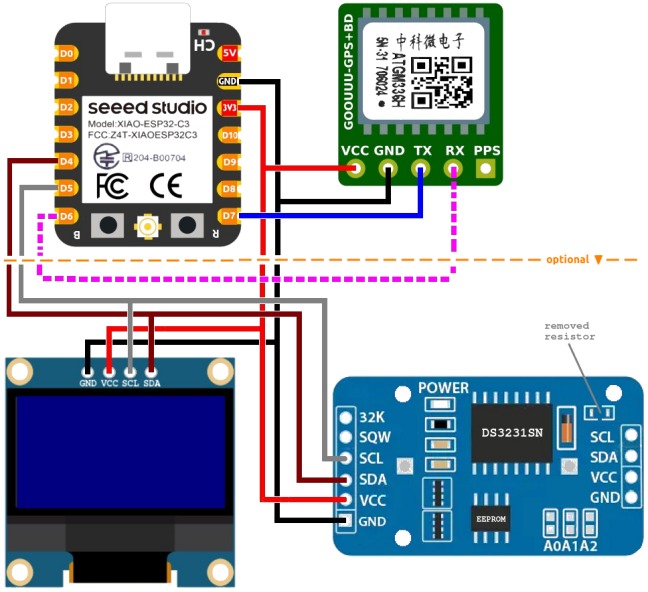 CH
5V
D0
D1
GND
D2
3V3
seeed studio
D3
D10
Model:XIAO-ESP32-C3
FCC:Z4T-XIAOESP32C3
D4
R 204-B00704
D9
D5
FC CE
D8
D6
D7
B
R
GOOUUU-GPS+BD
中科微电子
ATGM336H
5N-31 706024
VCC GND TX RX PPS
optional ▼
removed
resistor
GND VCC SCL SDA
POWER
32K
SQW
SCL
SDA
VCC
GND
DS3231SN
EEPROM
SCL
SDA
VCC
GND
A0A1A2